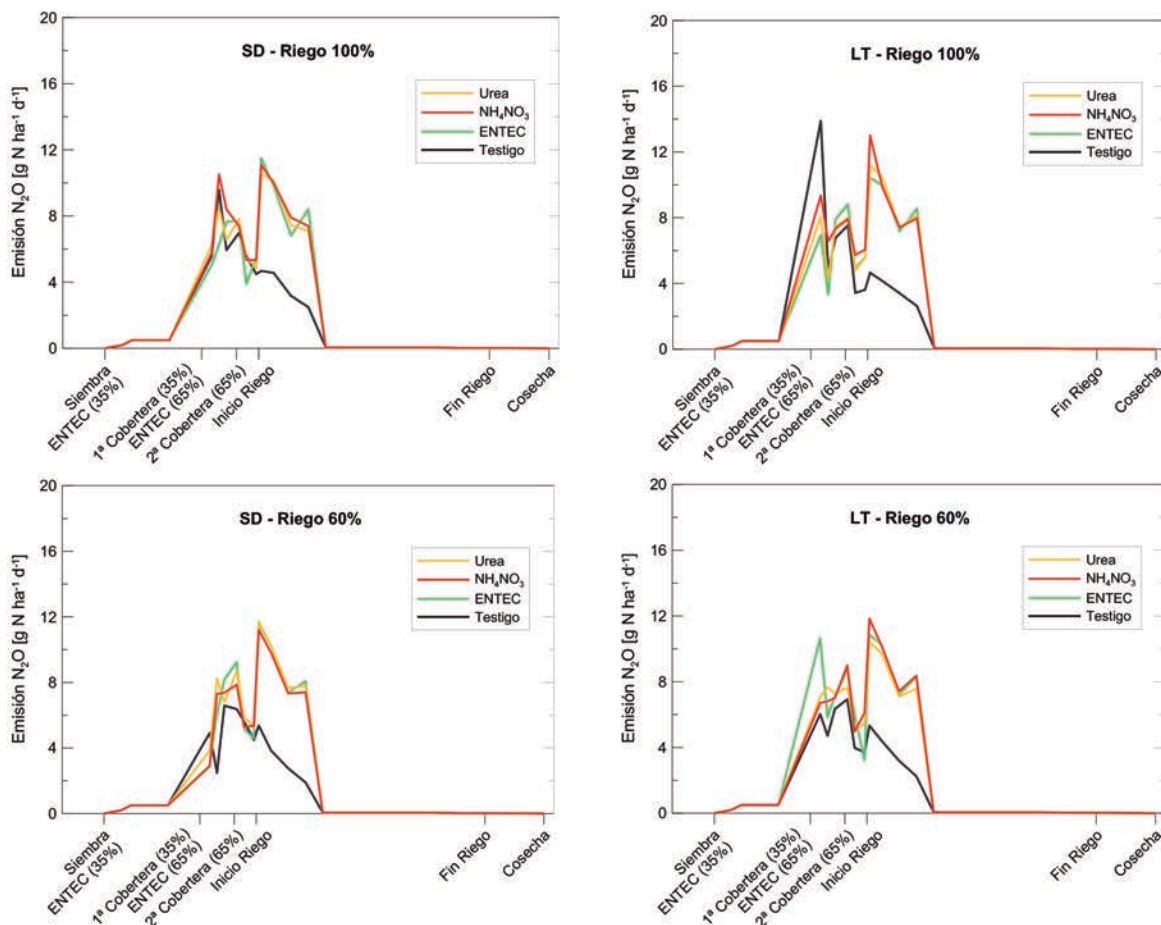 SD - Riego 100%
Emisión N₂O [g N ha⁻¹ d⁻¹]
20
16
12
8
4
0
Urea
NH₄NO₃
ENTEC
Testigo
Siembra
ENTEC (35%)
1ª Cobertera (35%)
ENTEC (65%)
2ª Cobertera (65%)
Inicio Riego
Fin Riego
Cosecha
LT - Riego 100%
Emisión N₂O [g N ha⁻¹ d⁻¹]
20
16
12
8
4
0
Urea
NH₄NO₃
ENTEC
Testigo
Siembra
ENTEC (35%)
1ª Cobertera (35%)
ENTEC (65%)
2ª Cobertera (65%)
Inicio Riego
Fin Riego
Cosecha
SD - Riego 60%
Emisión N₂O [g N ha⁻¹ d⁻¹]
20
16
12
8
4
0
Urea
NH₄NO₃
ENTEC
Testigo
Siembra
ENTEC (35%)
1ª Cobertera (35%)
ENTEC (65%)
2ª Cobertera (65%)
Inicio Riego
Fin Riego
Cosecha
LT - Riego 60%
Emisión N₂O [g N ha⁻¹ d⁻¹]
20
16
12
8
4
0
Urea
NH₄NO₃
ENTEC
Testigo
Siembra
ENTEC (35%)
1ª Cobertera (35%)
ENTEC (65%)
2ª Cobertera (65%)
Inicio Riego
Fin Riego
Cosecha